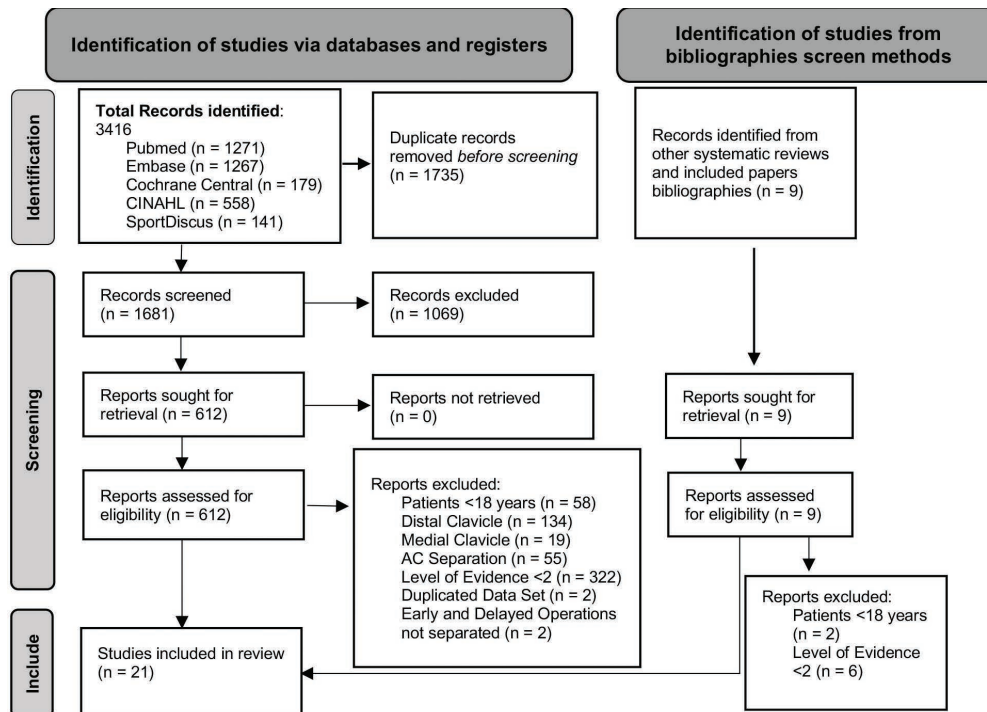 Identification of studies via databases and registers
Identification of studies from
bibliographies screen methods
Identification
Total Records identified:
3416
Pubmed (n = 1271)
Embase (n = 1267)
Cochrane Central (n = 179)
CINAHL (n = 558)
SportDiscus (n = 141)
Duplicate records
removed before screening
(n = 1735)
Records identified from
other systematic reviews
and included papers
bibliographies (n = 9)
Screening
Records screened
(n = 1681)
Records excluded
(n = 1069)
Reports sought for
retrieval (n = 612)
Reports not retrieved
(n = 0)
Reports sought for
retrieval (n = 9)
Reports assessed for
eligibility (n = 612)
Reports excluded:
Patients <18 years (n = 58)
Distal Clavicle (n = 134)
Medial Clavicle (n = 19)
AC Separation (n = 55)
Level of Evidence <2 (n = 322)
Duplicated Data Set (n = 2)
Early and Delayed Operations
not separated (n = 2)
Reports assessed
for eligibility (n = 9)
Reports excluded:
Patients <18 years
(n = 2)
Level of Evidence
<2 (n = 6)
Include
Studies included in review
(n = 21)